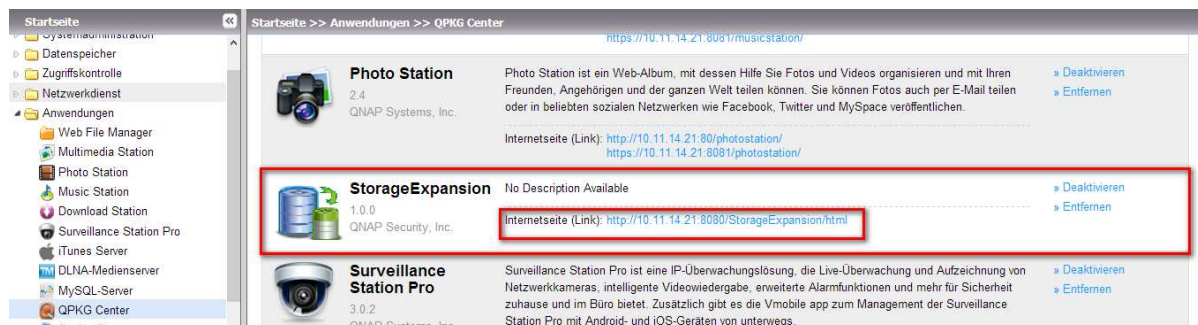 Startseite
Startseite >> Anwendungen >> QPKG Center
Systemadministration
Datenspeicher
Zugriffskontrolle
Netzwerkdienst
Anwendungen
Web File Manager
Multimedia Station
Photo Station
Music Station
Download Station
Surveillance Station Pro
iTunes Server
DLNA-Medienserver
MySQL-Server
QPKG Center
https://10.11.14.21:8081/musicstation/
Photo Station
2.4
QNAP Systems, Inc.
Photo Station ist ein Web-Album, mit dessen Hilfe Sie Fotos und Videos organisieren und mit Ihren
Freunden, Angehörigen und der ganzen Welt teilen können. Sie können Fotos auch per E-Mail teilen
oder in beliebten sozialen Netzwerken wie Facebook, Twitter und MySpace veröffentlichen.
Internetseite (Link): http://10.11.14.21:80/photostation/
https://10.11.14.21:8081/photostation/
» Deaktivieren
» Entfernen
StorageExpansion
1.0.0
QNAP Security, Inc.
No Description Available
Internetseite (Link): http://10.11.14.21:8080/StorageExpansion/html
» Deaktivieren
» Entfernen
Surveillance
Station Pro
3.0.2
QNAP Systems, Inc.
Surveillance Station Pro ist eine IP-Überwachungslösung, die Live-Überwachung und Aufzeichnung von
Netzwerkkameras, intelligente Videowiedergabe, erweiterte Alarmfunktionen und mehr für Sicherheit
zuhause und im Büro bietet. Zusätzlich gibt es die Vmobile app zum Management der Surveillance
Station Pro mit Android- und iOS-Geräten von unterwegs.
» Deaktivieren
» Entfernen